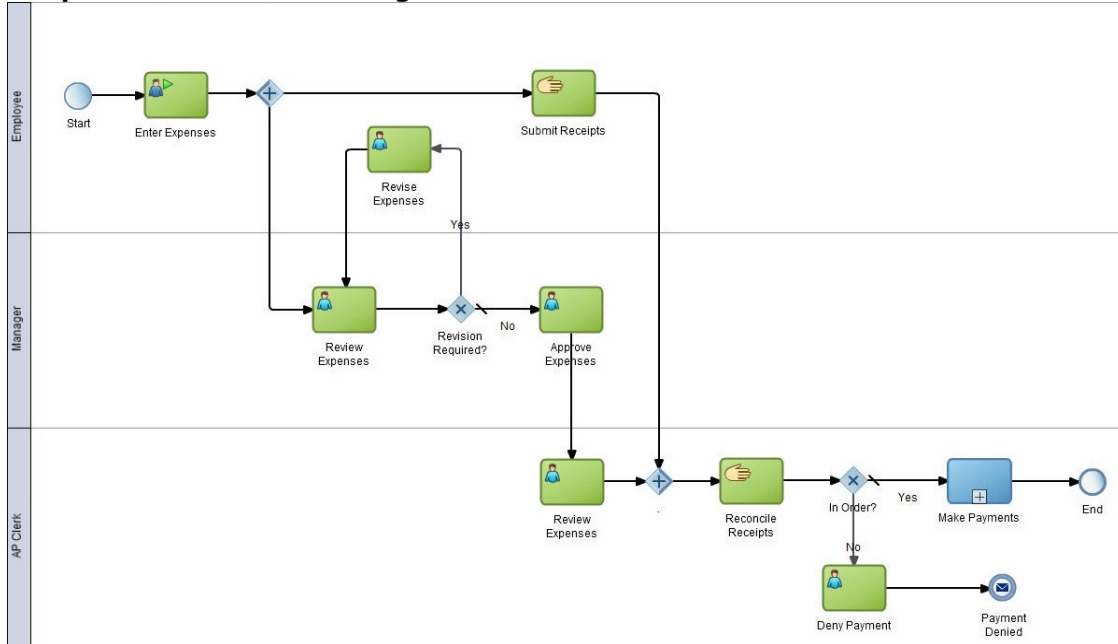 Employee
Start
Enter Expenses
Submit Receipts
Revise
Expenses
Yes
Manager
Review
Expenses
Revision
Required?
No
Approve
Expenses
AP Clerk
Review
Expenses
.
Reconcile
Receipts
In Order?
Yes
Make Payments
End
No
Deny Payment
Payment
Denied